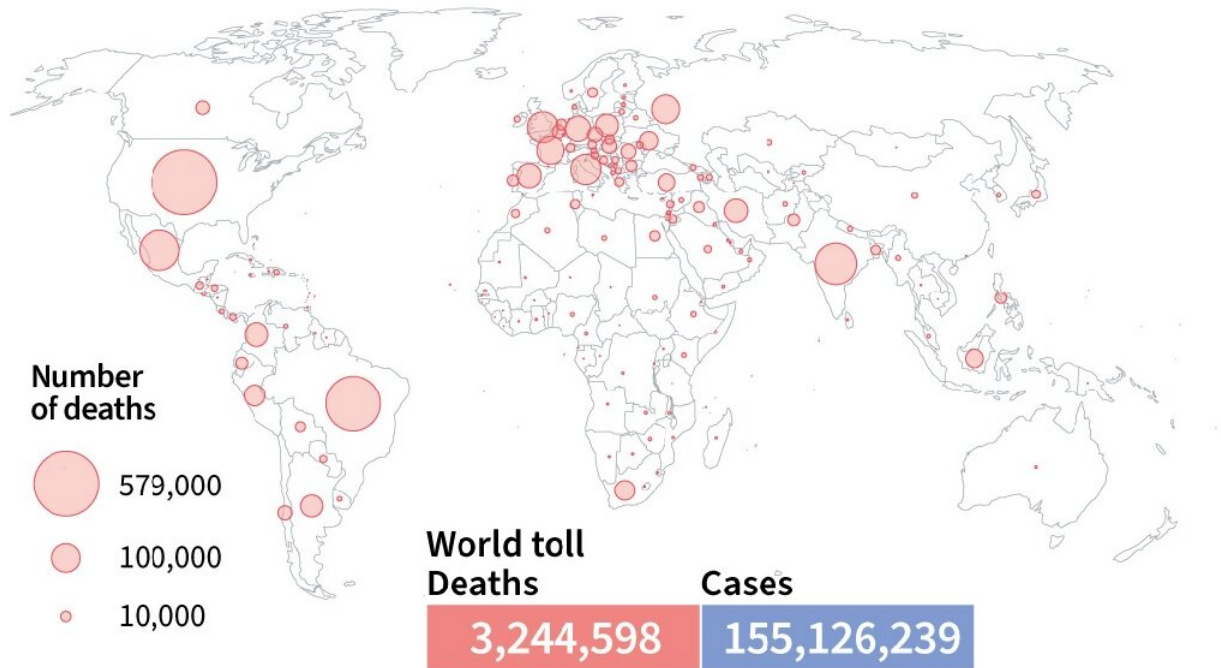 Number
of deaths
579,000
100,000
10,000
World toll
Deaths
Cases
3,244,598
155,126,239